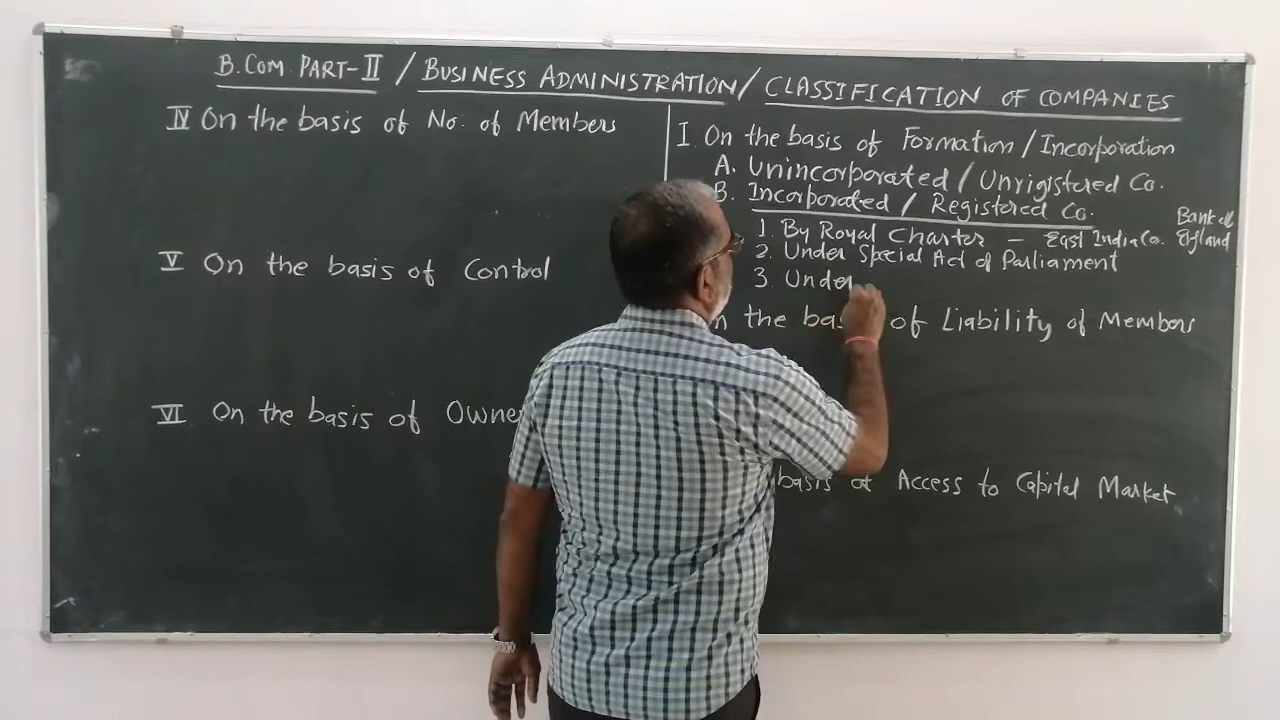 B.COM. PART-II / BUSINESS ADMINISTRATION / CLASSIFICATION OF COMPANIES
IV On the basis of No. of Members
V On the basis of Control
VI On the basis of Owne
I. On the basis of Formation / Incorporation
A. Unincorporated / Unrigistered Co.
B. Incorporated / Registered Co.
1. By Royal Charter – East India Co.
Bank of
England
2. Under Special Act of Parliament
3. Under
n the bas of Liability of Members
basis of Access to Capital Market